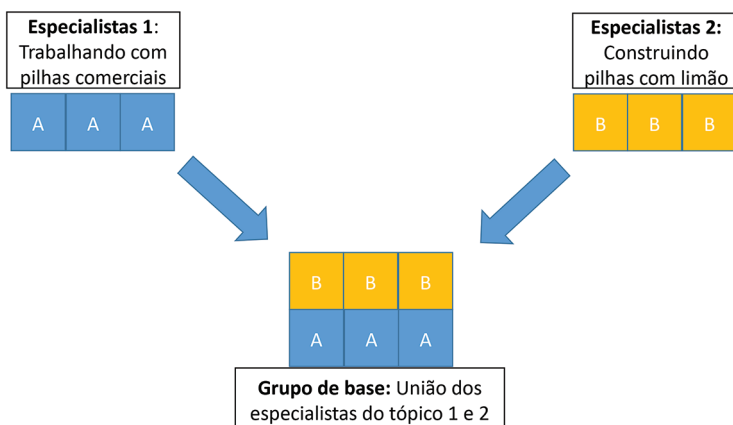 Especialistas 1:
Trabalhando com
pilhas comerciais
A A A
Especialistas 2:
Construindo
pilhas com limão
B B B
B B B
A A A
Grupo de base: União dos
especialistas do tópico 1 e 2